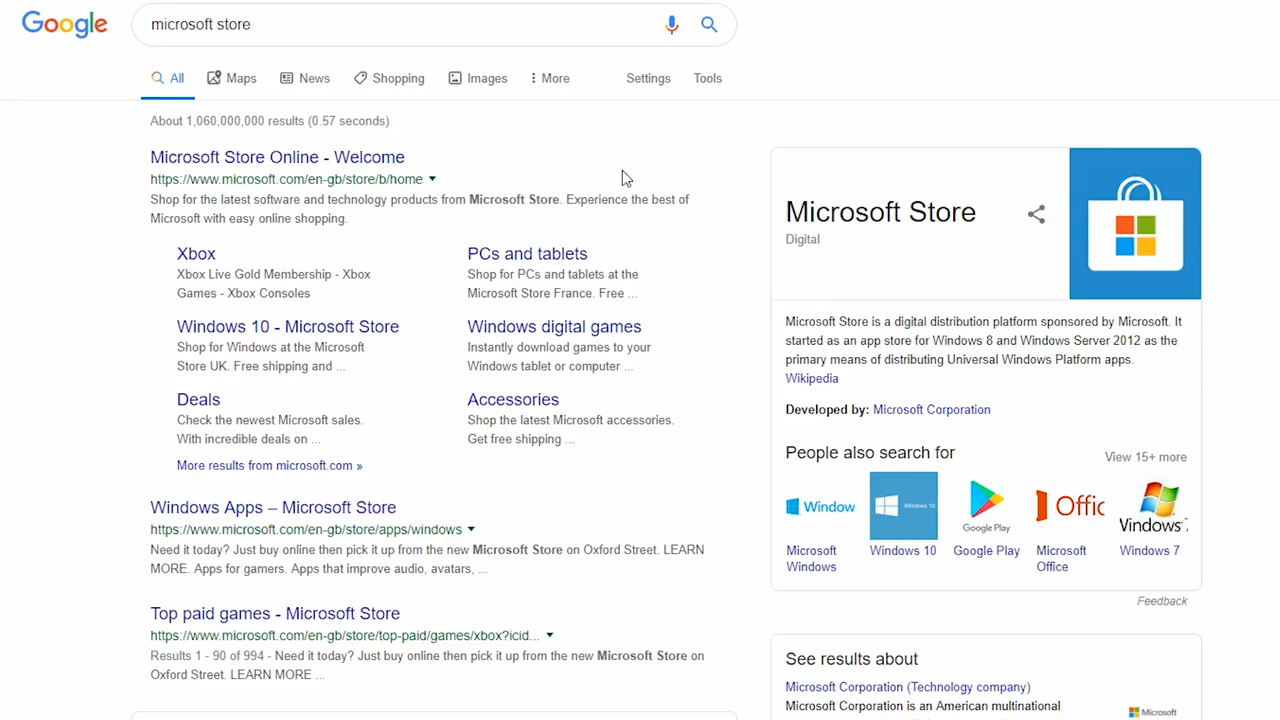 Google
microsoft store
All
Maps
News
Shopping
Images
More
Settings
Tools
About 1,060,000,000 results (0.57 seconds)
Microsoft Store Online - Welcome
https://www.microsoft.com/en-gb/store/b/home
Shop for the latest software and technology products from Microsoft Store. Experience the best of
Microsoft with easy online shopping.
Xbox
Xbox Live Gold Membership - Xbox
Games - Xbox Consoles
PCs and tablets
Shop for PCs and tablets at the
Microsoft Store France. Free ...
Windows 10 - Microsoft Store
Shop for Windows at the Microsoft
Store UK. Free shipping and ...
Windows digital games
Instantly download games to your
Windows tablet or computer ...
Deals
Check the newest Microsoft sales.
With incredible deals on ...
Accessories
Shop the latest Microsoft accessories.
Get free shipping ...
More results from microsoft.com »
Windows Apps – Microsoft Store
https://www.microsoft.com/en-gb/store/apps/windows
Need it today? Just buy online then pick it up from the new Microsoft Store on Oxford Street. LEARN
MORE. Apps for gamers. Apps that improve audio, avatars, ...
Top paid games - Microsoft Store
https://www.microsoft.com/en-gb/store/top-paid/games/xbox?icid...
Results 1 - 90 of 994 - Need it today? Just buy online then pick it up from the new Microsoft Store on
Oxford Street. LEARN MORE ...
Microsoft Store
Digital
Microsoft Store is a digital distribution platform sponsored by Microsoft. It
started as an app store for Windows 8 and Windows Server 2012 as the
primary means of distributing Universal Windows Platform apps.
Wikipedia
Developed by: Microsoft Corporation
People also search for
View 15+ more
Window
Windows 10
Google Play
Offic
Windows 7
Microsoft
Windows
Windows 10
Google Play
Microsoft
Office
Windows 7
Feedback
See results about
Microsoft Corporation (Technology company)
Microsoft Corporation is an American multinational
Microsoft